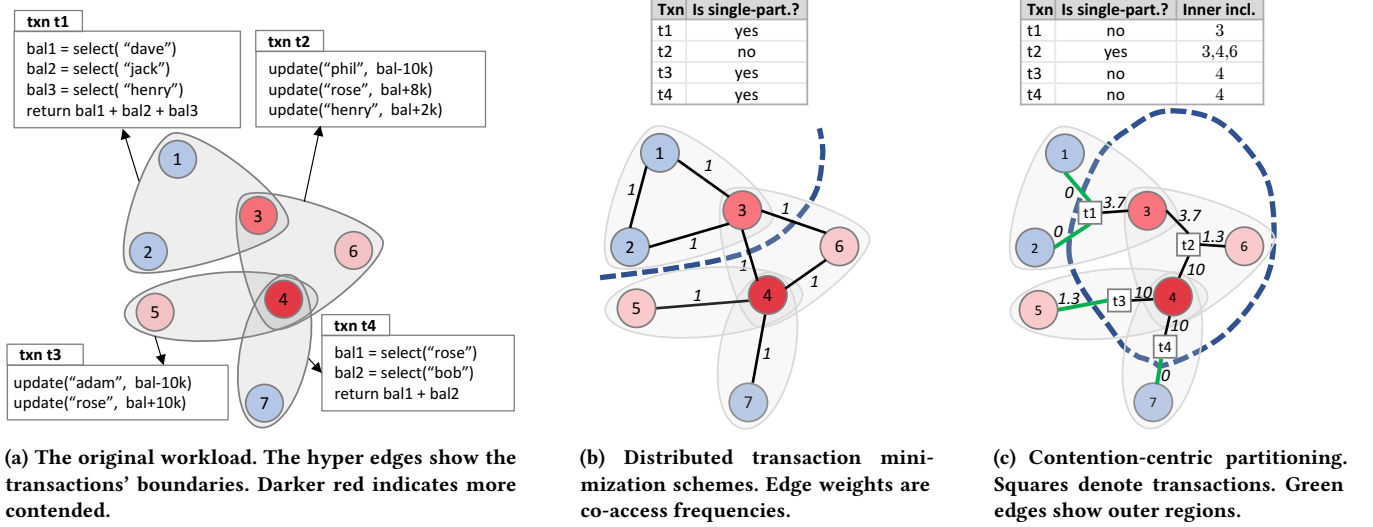 txn t1
bal1 = select( “dave”)
bal2 = select( “jack”)
bal3 = select( “henry”)
return bal1 + bal2 + bal3
txn t2
update(“phil”, bal-10k)
update(“rose”, bal+8k)
update(“henry”, bal+2k)
1
2
3
6
5
4
7
txn t3
update(“adam”, bal-10k)
update(“rose”, bal+10k)
txn t4
bal1 = select(“rose”)
bal2 = select(“bob”)
return bal1 + bal2
(a) The original workload. The hyper edges show the
transactions’ boundaries. Darker red indicates more
contended.
Txn Is single-part.?
t1 yes
t2 no
t3 yes
t4 yes
1
1
1
3
1
2
1
6
1
1
4
1
5
1
7
(b) Distributed transaction mini-
mization schemes. Edge weights are
co-access frequencies.
Txn Is single-part.? Inner incl.
t1 no 3
t2 yes 3,4,6
t3 no 4
t4 no 4
1
0
t1
3.7
3
3.7
2
0
t2
1.3
6
10
5
1.3
t3
10
4
10
t4
0
7
(c) Contention-centric partitioning.
Squares denote transactions. Green
edges show outer regions.